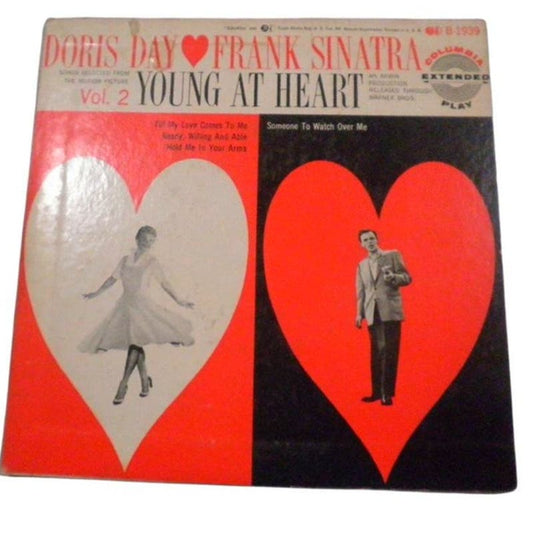 B-1939
DORIS DAY ♥ FRANK SINATRA
COLUMBIA
EXTENDED
PLAY
SONGS SELECTED FROM
THE MOTION PICTURE
Vol. 2 YOUNG AT HEART
AN ARWIN
PRODUCTION
RELEASED THROUGH
WARNER BROS.
Till My Love Comes To Me
Ready, Willing And Able
Hold Me In Your Arms
Someone To Watch Over Me